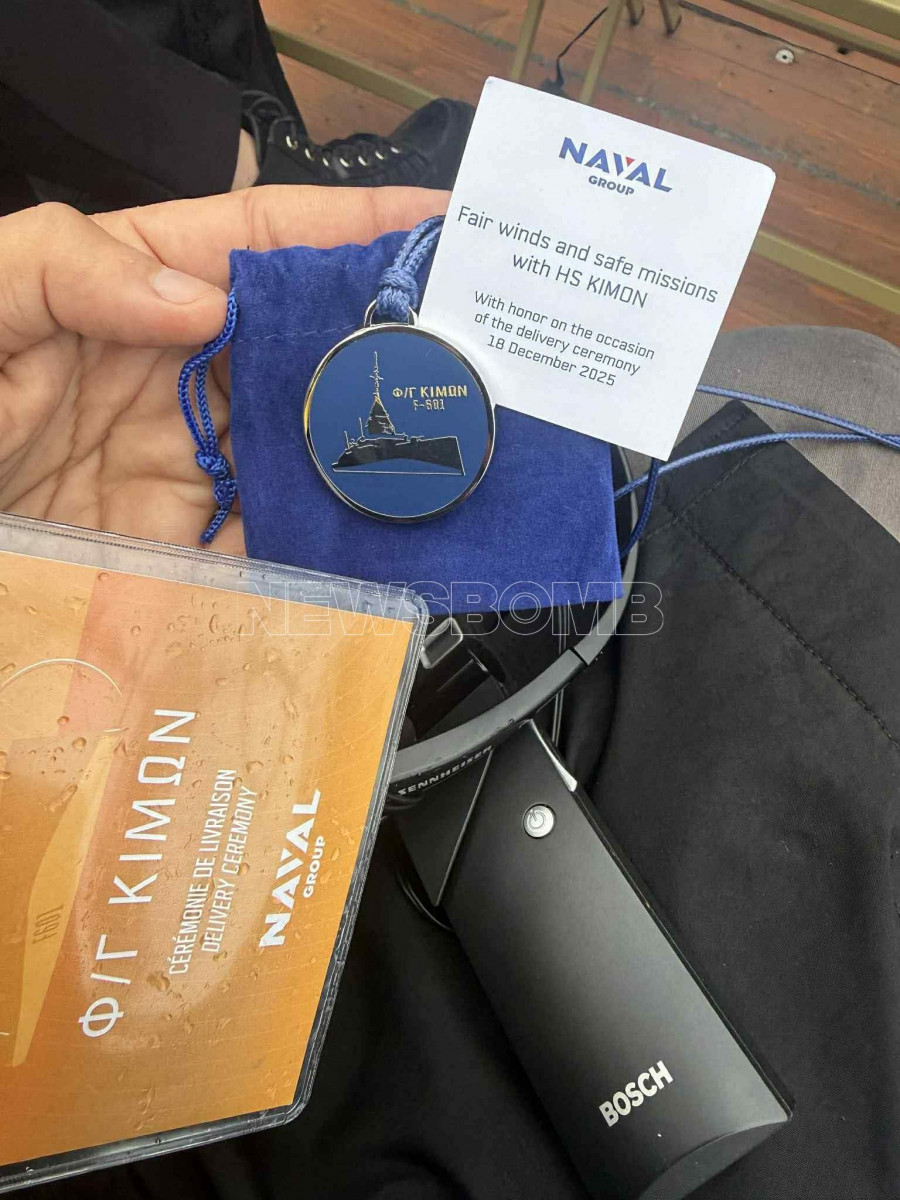 NAVAL
GROUP
Fair winds and safe missions
with HS KIMON
With honor on the occasion
of the delivery ceremony
18 December 2025
Φ/Γ ΚΙΜΩΝ
F-601
NEWSBOMB
F601
Φ/Γ ΚΙΜΩΝ
CÉRÉMONIE DE LIVRAISON
DELIVERY CEREMONY
NAVAL
GROUP
SENNHEISER
BOSCH